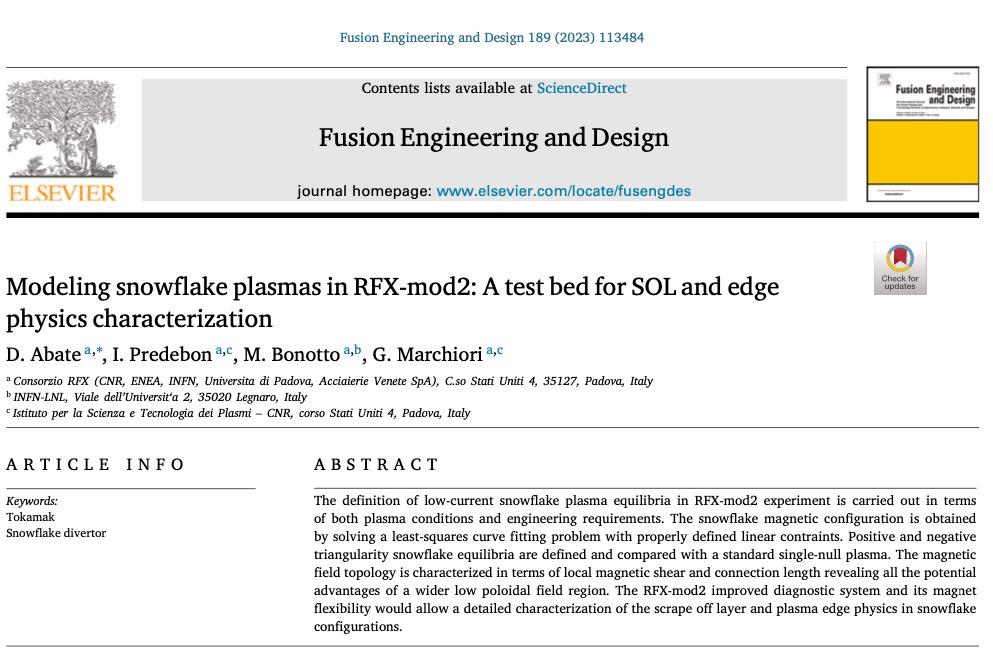 Fusion Engineering and Design 189 (2023) 113484
Contents lists available at ScienceDirect
Fusion Engineering and Design
journal homepage: www.elsevier.com/locate/fusengdes
ELSEVIER
Fusion Engineering
and Design
Check for
updates
Modeling snowflake plasmas in RFX-mod2: A test bed for SOL and edge
physics characterization
D. Abate a,*, I. Predebon a,c, M. Bonotto a,b, G. Marchiori a,c
a Consorzio RFX (CNR, ENEA, INFN, Universita di Padova, Acciaierie Venete SpA), C.so Stati Uniti 4, 35127, Padova, Italy
b INFN-LNL, Viale dell'Universit'a 2, 35020 Legnaro, Italy
c Istituto per la Scienza e Tecnologia dei Plasmi – CNR, corso Stati Uniti 4, Padova, Italy
ARTICLE INFO
Keywords:
Tokamak
Snowflake divertor
ABSTRACT
The definition of low-current snowflake plasma equilibria in RFX-mod2 experiment is carried out in terms
of both plasma conditions and engineering requirements. The snowflake magnetic configuration is obtained
by solving a least-squares curve fitting problem with properly defined linear contraints. Positive and negative
triangularity snowflake equilibria are defined and compared with a standard single-null plasma. The magnetic
field topology is characterized in terms of local magnetic shear and connection length revealing all the potential
advantages of a wider low poloidal field region. The RFX-mod2 improved diagnostic system and its magnet
flexibility would allow a detailed characterization of the scrape off layer and plasma edge physics in snowflake
configurations.